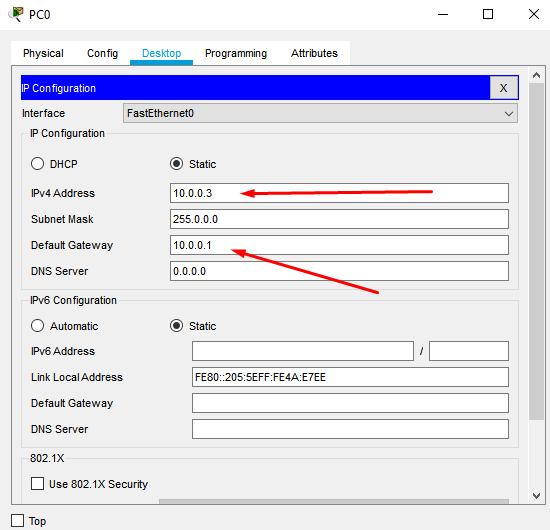 PC0
Physical Config Desktop Programming Attributes
IP Configuration X
Interface FastEthernet0
IP Configuration
DHCP Static
IPv4 Address 10.0.0.3
Subnet Mask 255.0.0.0
Default Gateway 10.0.0.1
DNS Server 0.0.0.0
IPv6 Configuration
Automatic Static
IPv6 Address /
Link Local Address FE80::205:5EFF:FE4A:E7EE
Default Gateway
DNS Server
802.1X
Use 802.1X Security
Top